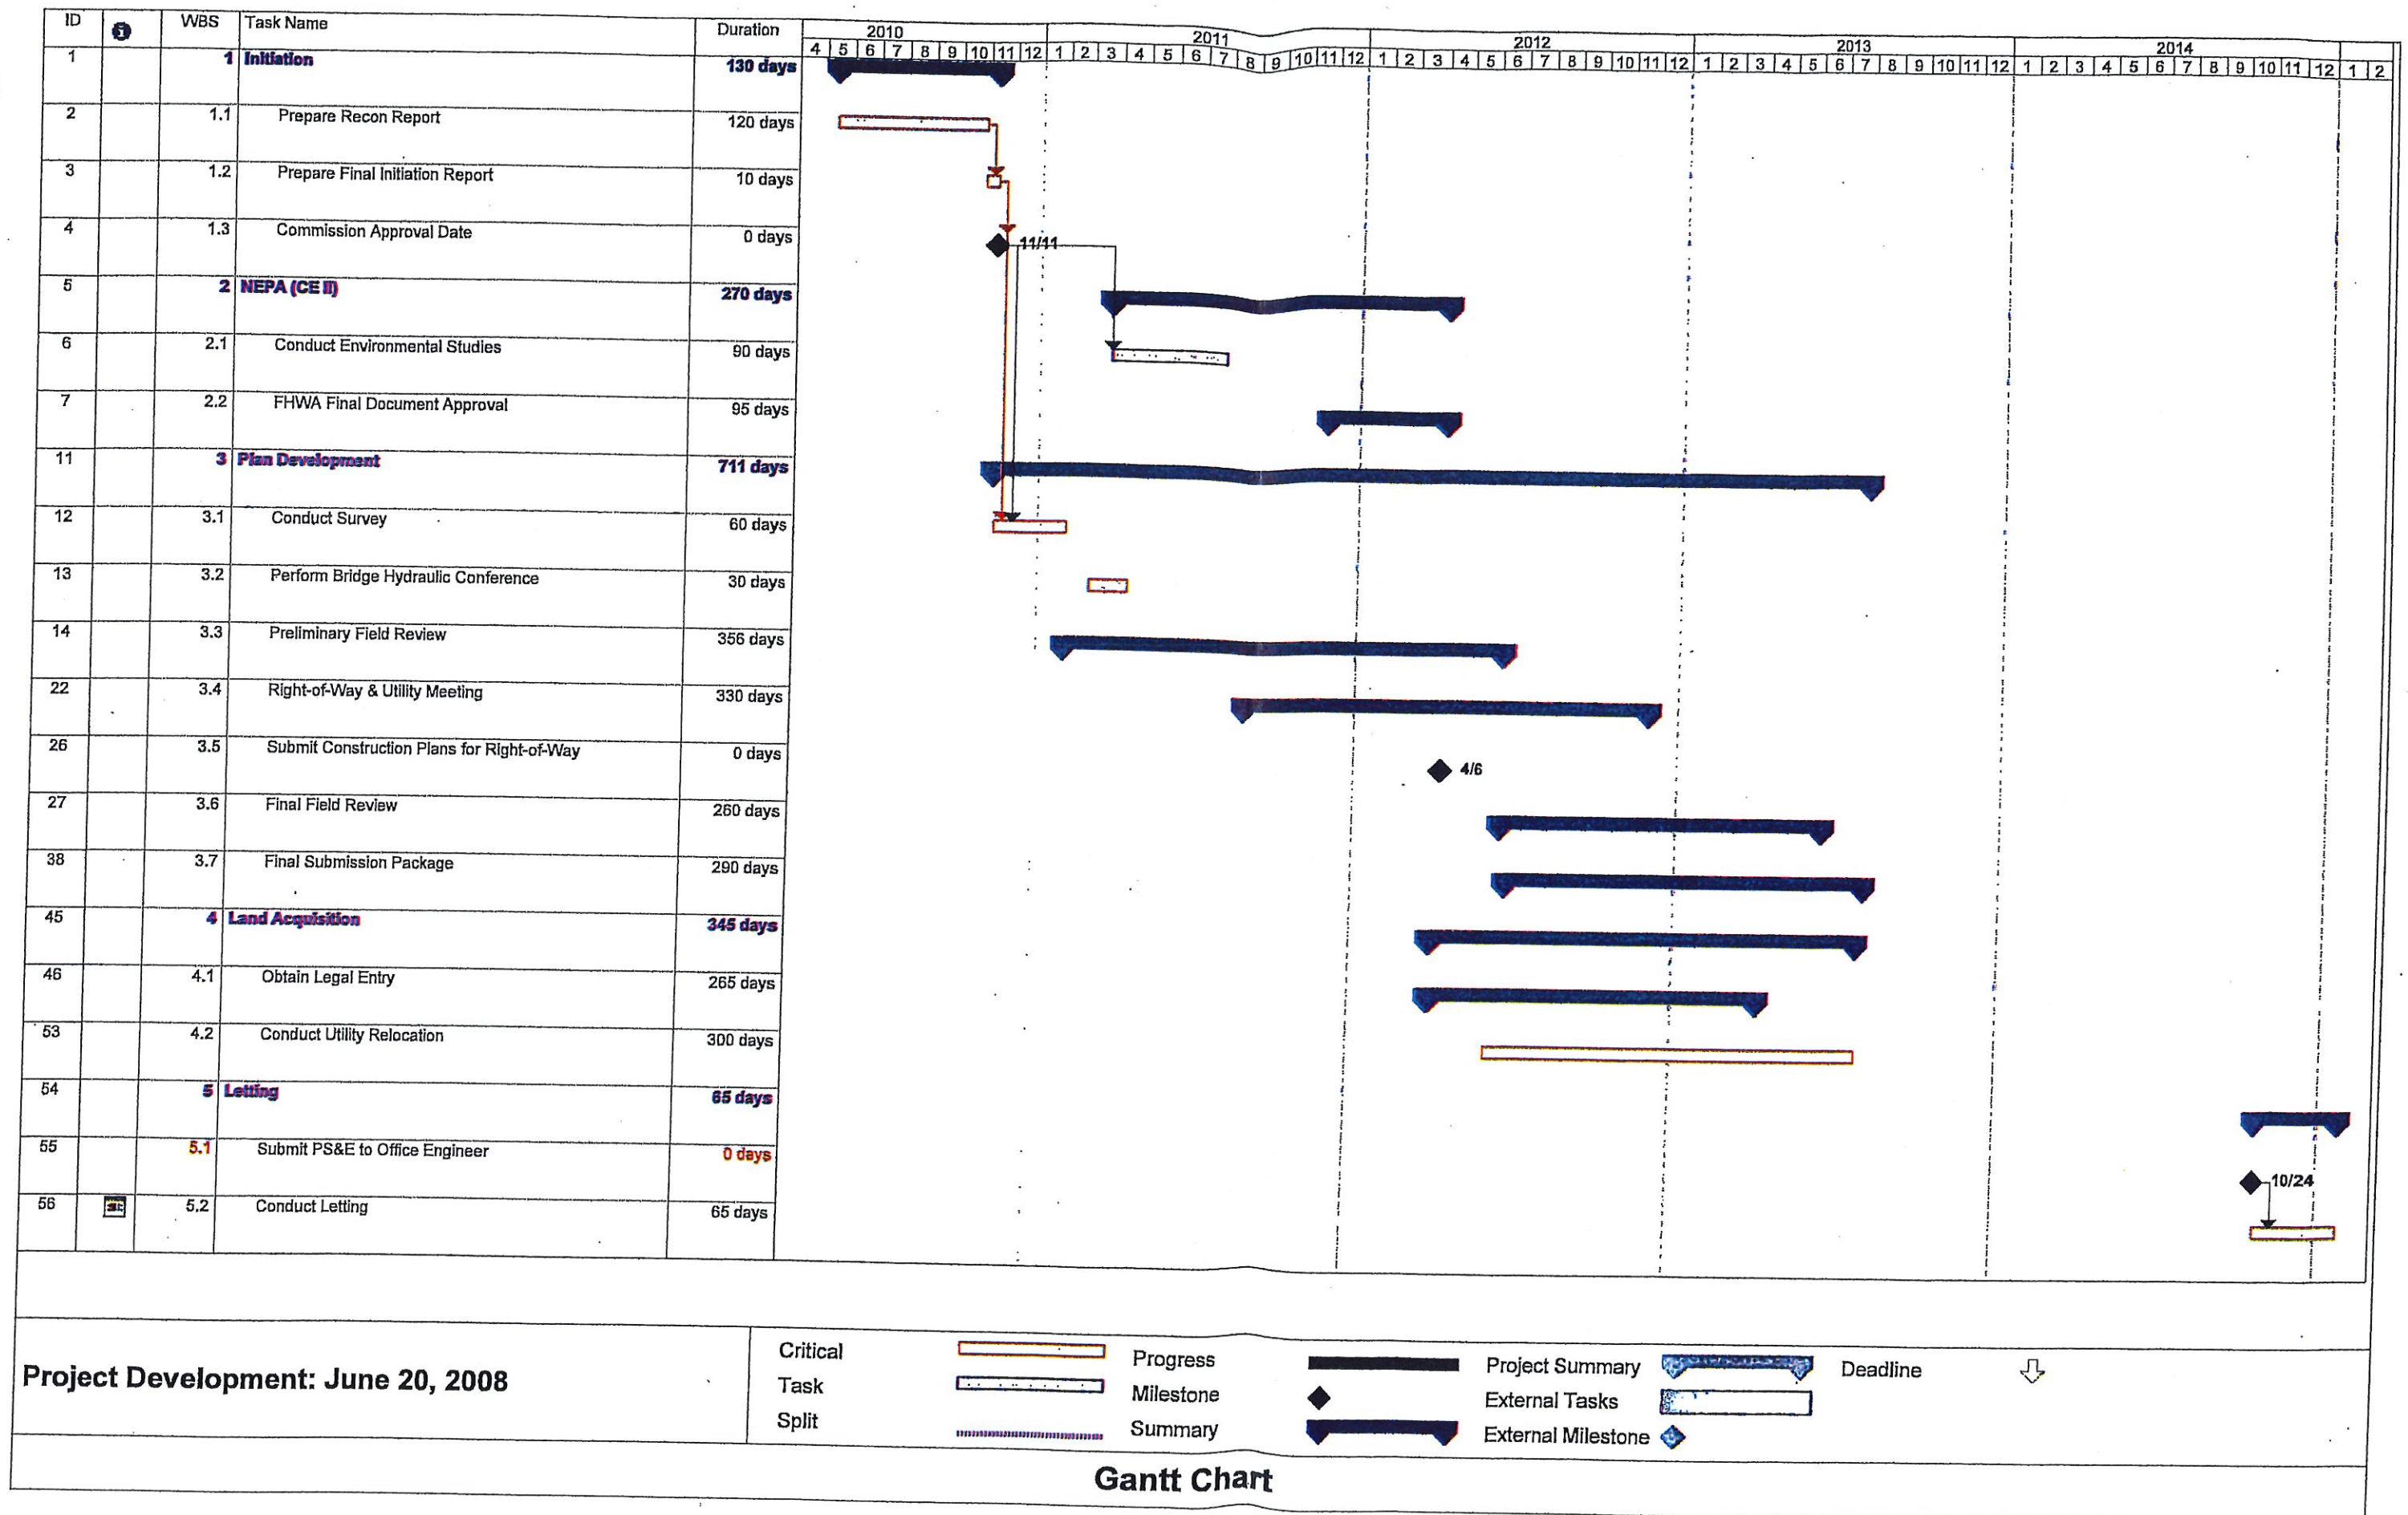 ID WBS Task Name Duration 2010 2011 2012 2013 2014
4 5 6 7 8 9 10 11 12 1 2 3 4 5 6 7 8 9 10 11 12 1 2 3 4 5 6 7 8 9 10 11 12 1 2 3 4 5 6 7 8 9 10 11 12 1 2 3 4 5 6 7 8 9 10 11 12 1 2
1 1 Initiation 130 days
2 1.1 Prepare Recon Report 120 days
3 1.2 Prepare Final Initiation Report 10 days
4 1.3 Commission Approval Date 0 days 11/11
5 2 NEPA (CE II) 270 days
6 2.1 Conduct Environmental Studies 90 days
7 2.2 FHWA Final Document Approval 95 days
11 3 Plan Development 711 days
12 3.1 Conduct Survey 60 days
13 3.2 Perform Bridge Hydraulic Conference 30 days
14 3.3 Preliminary Field Review 356 days
22 3.4 Right-of-Way & Utility Meeting 330 days
26 3.5 Submit Construction Plans for Right-of-Way 0 days 4/6
27 3.6 Final Field Review 260 days
38 3.7 Final Submission Package 290 days
45 4 Land Acquisition 345 days
46 4.1 Obtain Legal Entry 265 days
53 4.2 Conduct Utility Relocation 300 days
54 5 Letting 65 days
55 5.1 Submit PS&E to Office Engineer 0 days 10/24
56 5.2 Conduct Letting 65 days
Project Development: June 20, 2008
Critical Progress Project Summary Deadline
Task Milestone External Tasks
Split Summary External Milestone
Gantt Chart